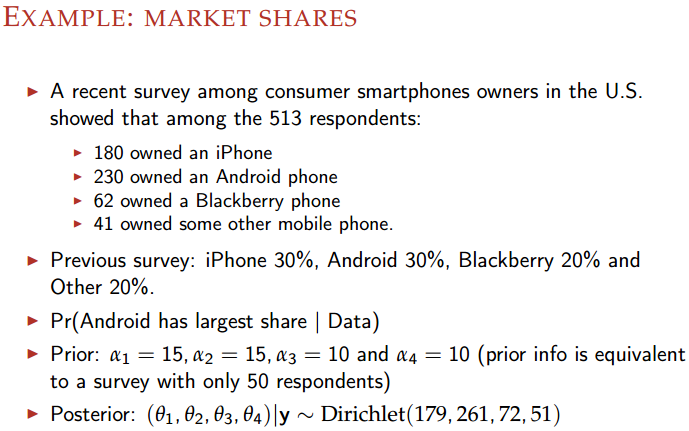 EXAMPLE: MARKET SHARES
► A recent survey among consumer smartphones owners in the U.S.
showed that among the 513 respondents:
► 180 owned an iPhone
► 230 owned an Android phone
► 62 owned a Blackberry phone
► 41 owned some other mobile phone.
► Previous survey: iPhone 30%, Android 30%, Blackberry 20% and
Other 20%.
► Pr(Android has largest share | Data)
► Prior: α₁ = 15, α₂ = 15, α₃ = 10 and α₄ = 10 (prior info is equivalent
to a survey with only 50 respondents)
► Posterior: (θ₁, θ₂, θ₃, θ₄)|y ∼ Dirichlet(179, 261, 72, 51)